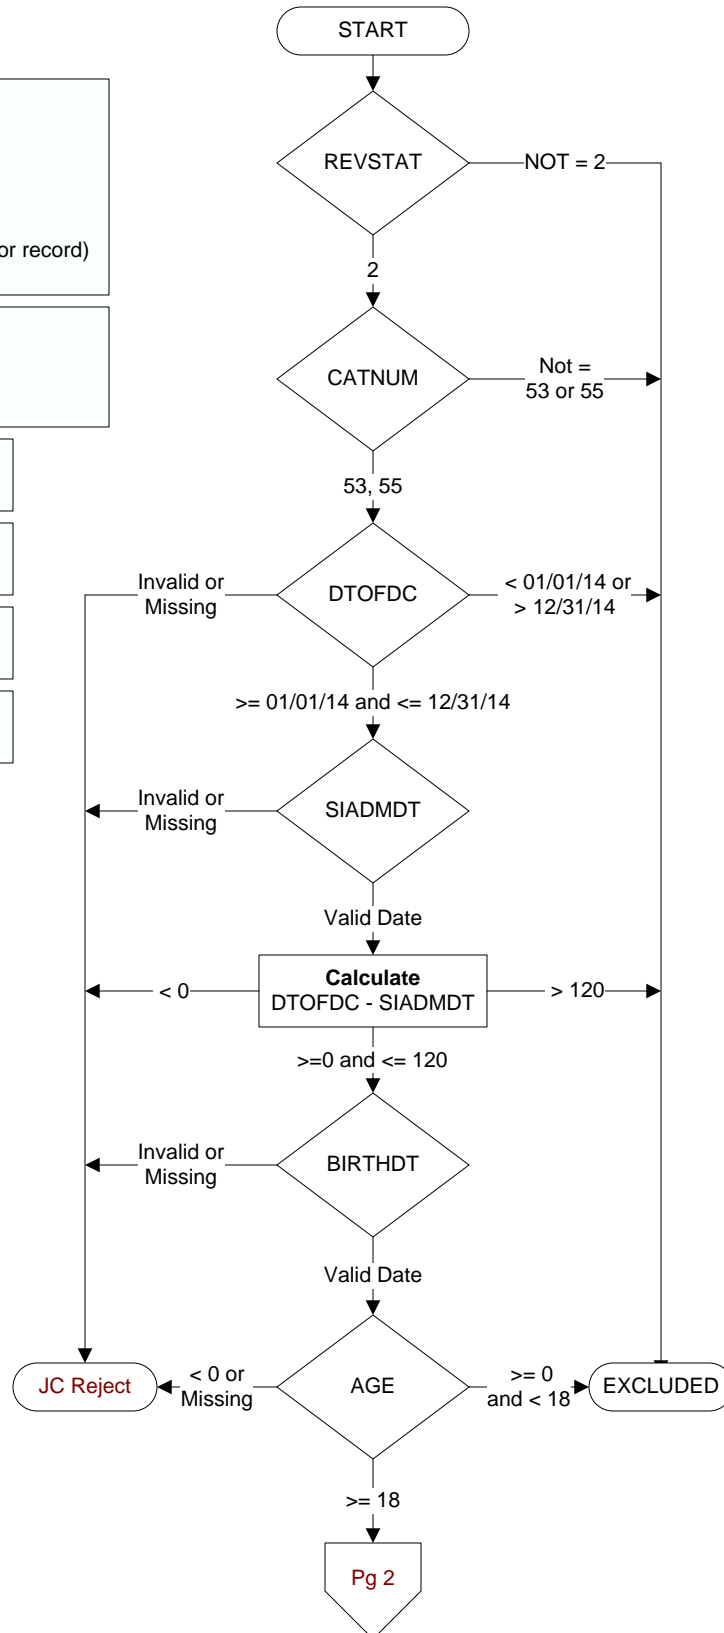 START
REVSTAT
NOT = 2
or record)
2
CATNUM
Not =
53 or 55
53, 55
Invalid or
Missing
DTOFDC
< 01/01/14 or
> 12/31/14
>= 01/01/14 and <= 12/31/14
Invalid or
Missing
SIADMDT
Valid Date
< 0
Calculate
DTOFDC - SIADMDT
> 120
>=0 and <= 120
Invalid or
Missing
BIRTHDT
Valid Date
JC Reject
< 0 or
Missing
AGE
>= 0
and < 18
EXCLUDED
>= 18
Pg 2